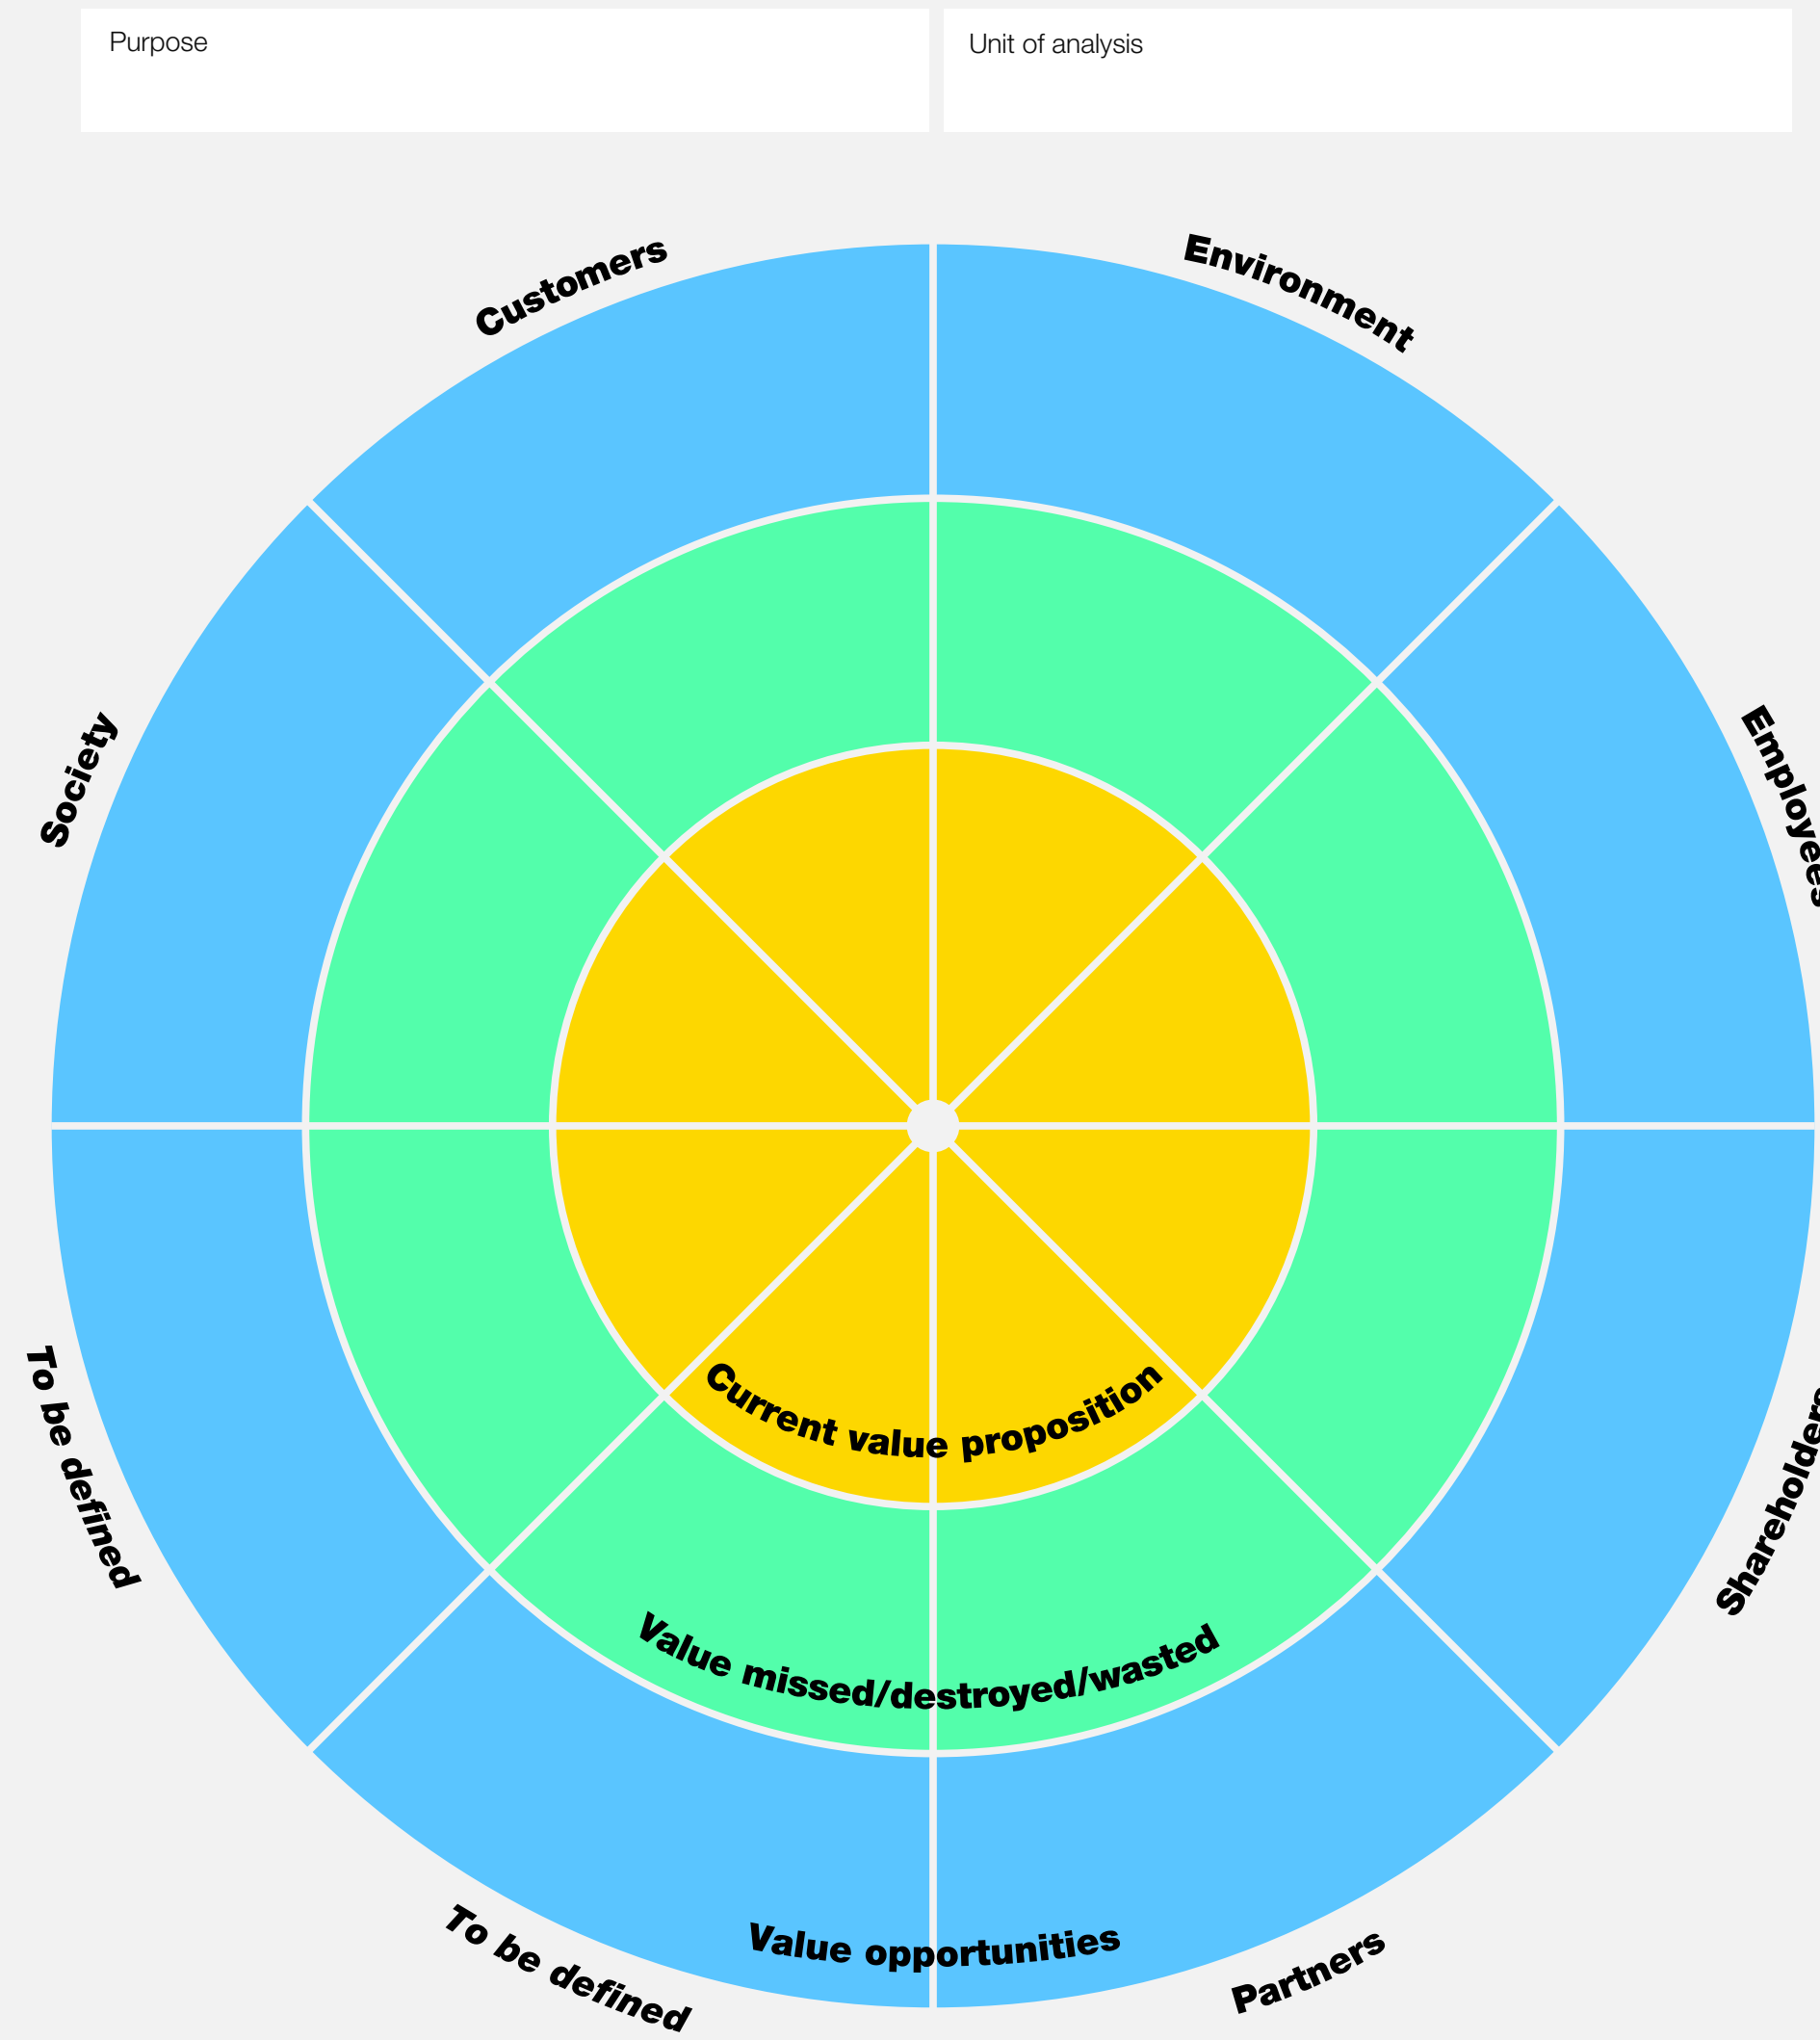 Purpose
Unit of analysis
Customers
Environment
Society
Employees
To be defined
Shareholders
Current value proposition
Value missed/destroyed/wasted
Value opportunities
To be defined
Partners